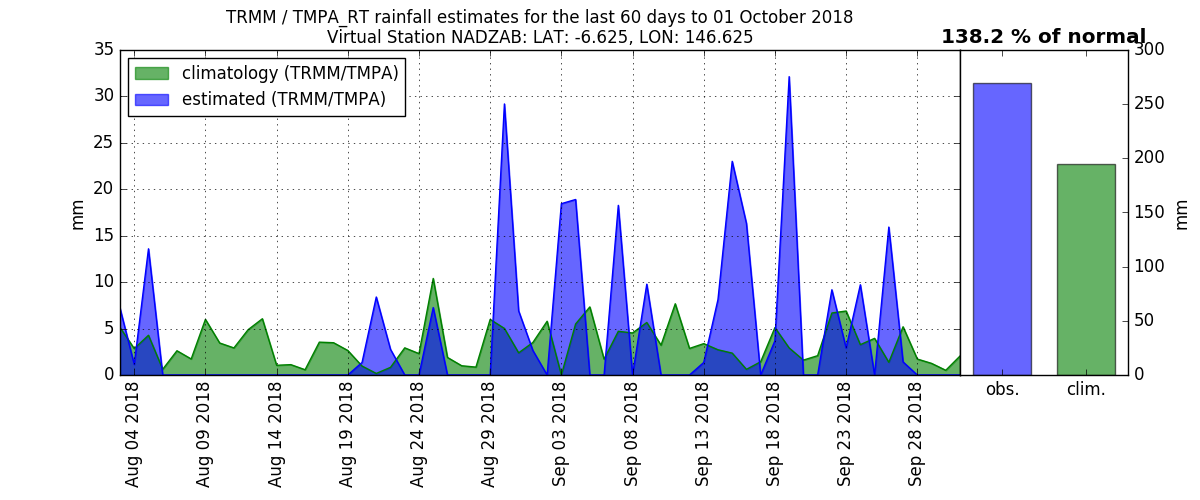 TRMM / TMPA_RT rainfall estimates for the last 60 days to 01 October 2018
Virtual Station NADZAB: LAT: -6.625, LON: 146.625
138.2 % of normal
climatology (TRMM/TMPA)
estimated (TRMM/TMPA)
35
30
25
20
15
10
5
0
mm
Aug 04 2018
Aug 09 2018
Aug 14 2018
Aug 19 2018
Aug 24 2018
Aug 29 2018
Sep 03 2018
Sep 08 2018
Sep 13 2018
Sep 18 2018
Sep 23 2018
Sep 28 2018
300
250
200
150
100
50
0
mm
obs.
clim.